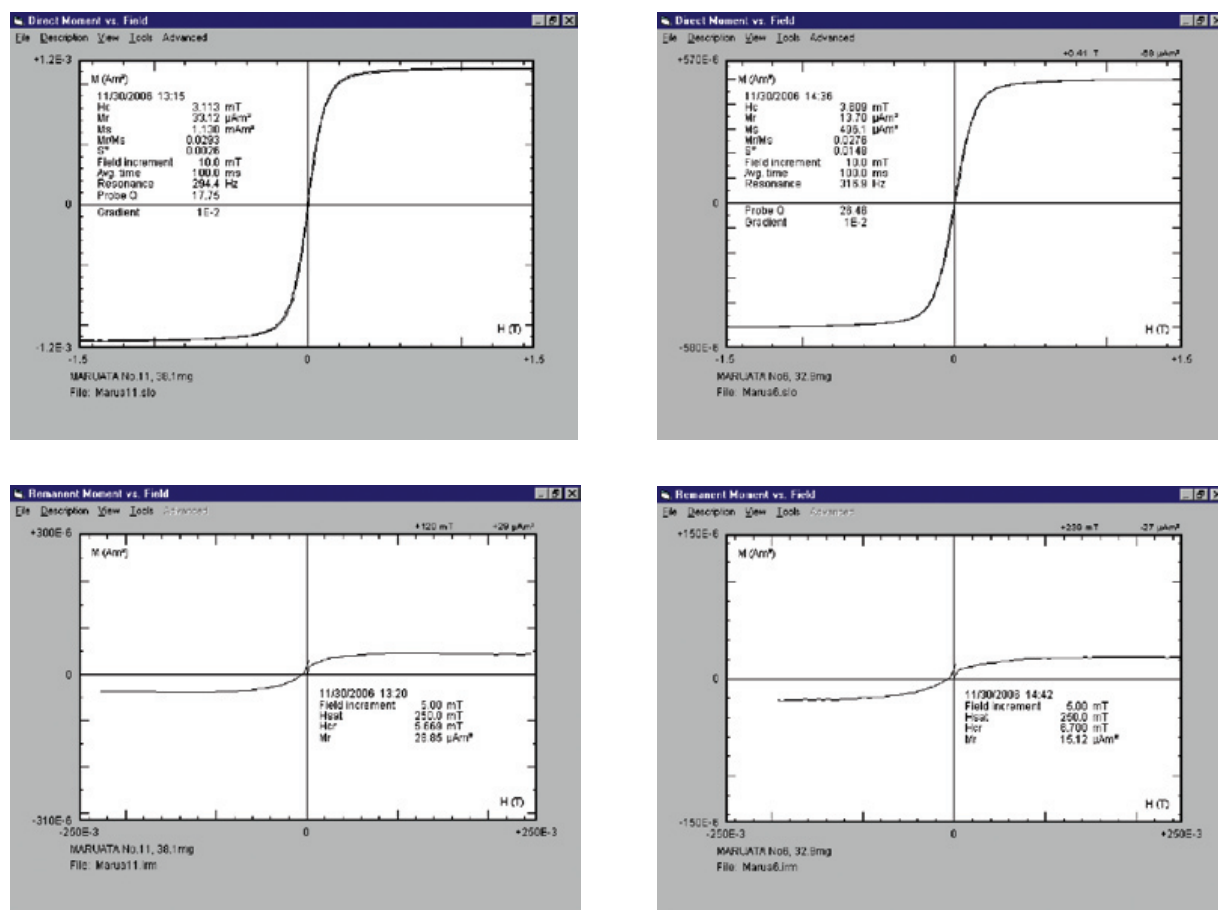 Direct Moment vs. Field
File Description View Tools Advanced
+1.2E-3
M (Am²)
11/30/2006 13:15
Hc 3.113 mT
Mr 33.12 µAm²
Ms 1.130 mAm²
Mr/Ms 0.0293
S* 0.0026
Field increment 10.0 mT
Avg. time 100.0 ms
Resonance 294.4 Hz
Probe Q 17.75
Gradient 1E-2
0
H (T)
-1.2E-3
-1.5 0 +1.5
MARUATA No.11, 38.1mg
File: Marua11.slo
Direct Moment vs. Field
File Description View Tools Advanced
+0.41 T
+570E-6
M (Am²)
11/30/2006 14:36
Hc 3.809 mT
Mr 13.70 µAm²
Ms 496.1 µAm²
Mr/Ms 0.0276
S* 0.0148
Field increment 10.0 mT
Avg. time 100.0 ms
Resonance 316.9 Hz
0
Probe Q 26.46
Gradient 1E-2
H (T)
-580E-6
-1.5 0 +1.5
MARUATA No6, 32.9mg
File: Marua6.slo
Remanent Moment vs. Field
File Description View Tools Advanced
+120 mT +29 µAm²
+300E-6
M (Am²)
0
11/30/2006 13:20
Field increment 5.00 mT
Hsat 250.0 mT
Hcr 5.669 mT
Mr 28.85 µAm²
H (T)
-310E-6
-250E-3 0 +250E-3
MARUATA No.11, 38.1mg
File: Marua11.irm
Remanent Moment vs. Field
File Description View Tools Advanced
+239 mT -27 µAm²
+150E-6
M (Am²)
0
11/30/2006 14:42
Field increment 5.00 mT
Hsat 250.0 mT
Hcr 6.700 mT
Mr 15.12 µAm²
H (T)
-150E-6
-250E-3 0 +250E-3
MARUATA No6, 32.9mg
File: Marua6.irm